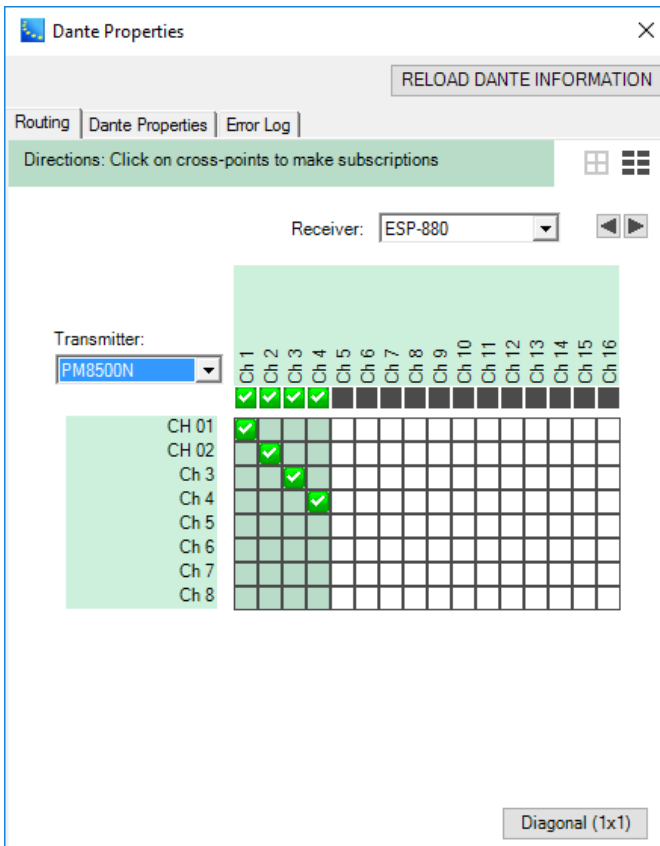 Dante Properties
RELOAD DANTE INFORMATION
Routing Dante Properties Error Log
Directions: Click on cross-points to make subscriptions
Receiver: ESP-880
Transmitter:
PM8500N
Ch 1 Ch 2 Ch 3 Ch 4 Ch 5 Ch 6 Ch 7 Ch 8 Ch 9 Ch 10 Ch 11 Ch 12 Ch 13 Ch 14 Ch 15 Ch 16
CH 01
CH 02
Ch 3
Ch 4
Ch 5
Ch 6
Ch 7
Ch 8
Diagonal (1x1)